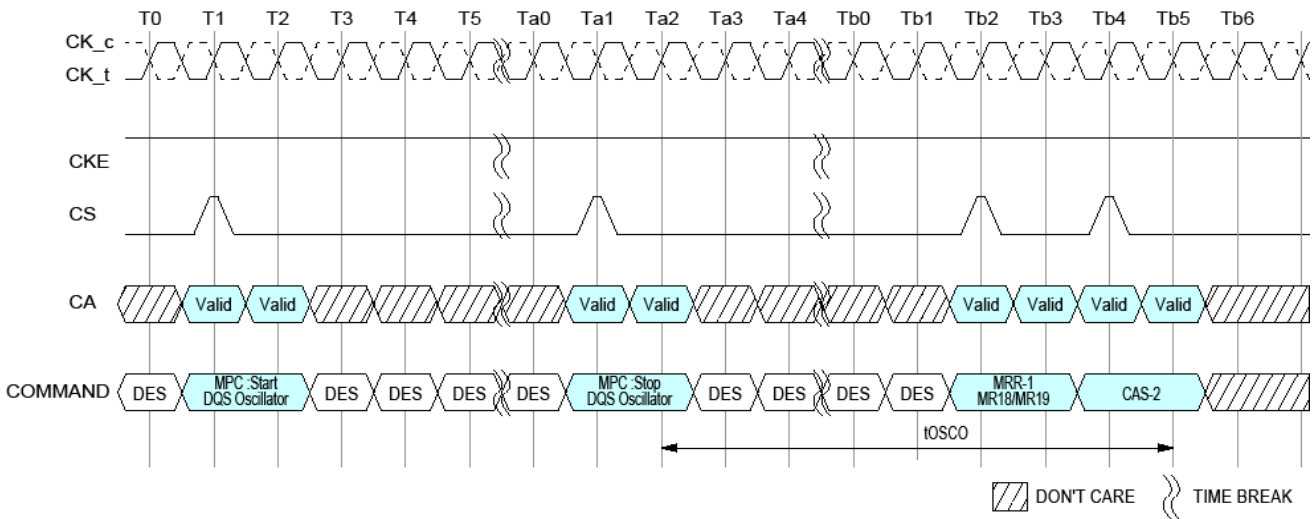 T0 T1 T2 T3 T4 T5 Ta0 Ta1 Ta2 Ta3 Ta4 Tb0 Tb1 Tb2 Tb3 Tb4 Tb5 Tb6
CK_c
CK_t
CKE
CS
CA Valid Valid Valid Valid Valid Valid Valid Valid
COMMAND DES MPC :Start DES DES DES DES MPC :Stop DES DES DES DES MRR-1 CAS-2
DQS Oscillator DQS Oscillator MR18/MR19
tOSCO
DON'T CARE TIME BREAK